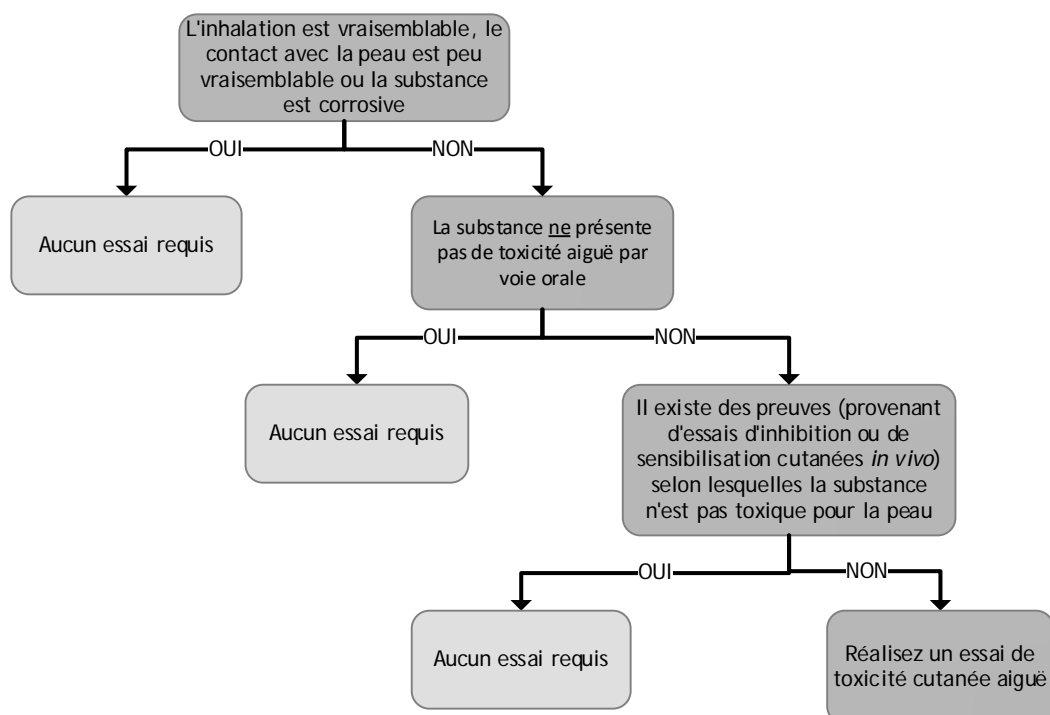 L'inhalation est vraisemblable, le
contact avec la peau est peu
vraisemblable ou la substance
est corrosive
OUI
NON
Aucun essai requis
La substance ne présente
pas de toxicité aiguë par
voie orale
OUI
NON
Aucun essai requis
Il existe des preuves (provenant
d'essais d'inhibition ou de
sensibilisation cutanées in vivo)
selon lesquelles la substance
n'est pas toxique pour la peau
OUI
NON
Aucun essai requis
Réalisez un essai de
toxicité cutanée aiguë